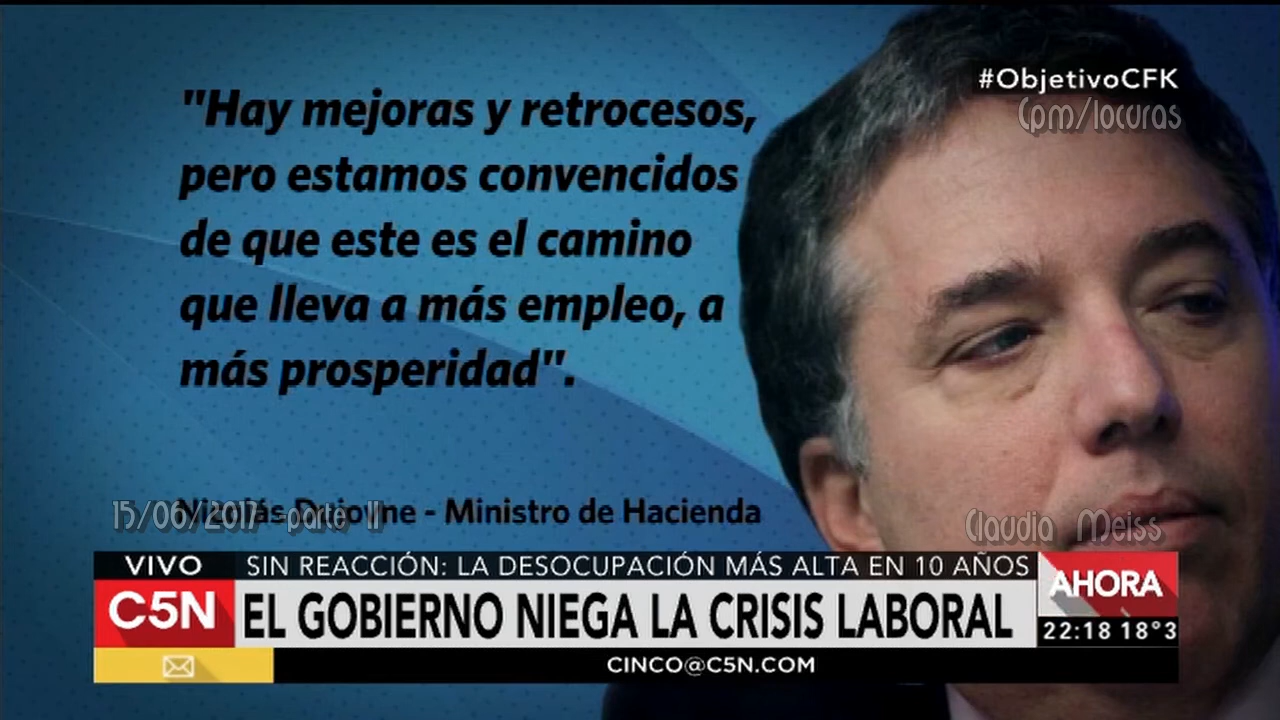 #ObjetivoCFK
Cpm/locuras
"Hay mejoras y retrocesos,
pero estamos convencidos
de que este es el camino
que lleva a más empleo, a
más prosperidad".
Nicolás Dujovne - Ministro de Hacienda
15/06/2017 -parte II
Claudia Meiss
VIVO
SIN REACCIÓN: LA DESOCUPACIÓN MÁS ALTA EN 10 AÑOS
C5N
EL GOBIERNO NIEGA LA CRISIS LABORAL
AHORA
22:18 18°3
CINCO@C5N.COM